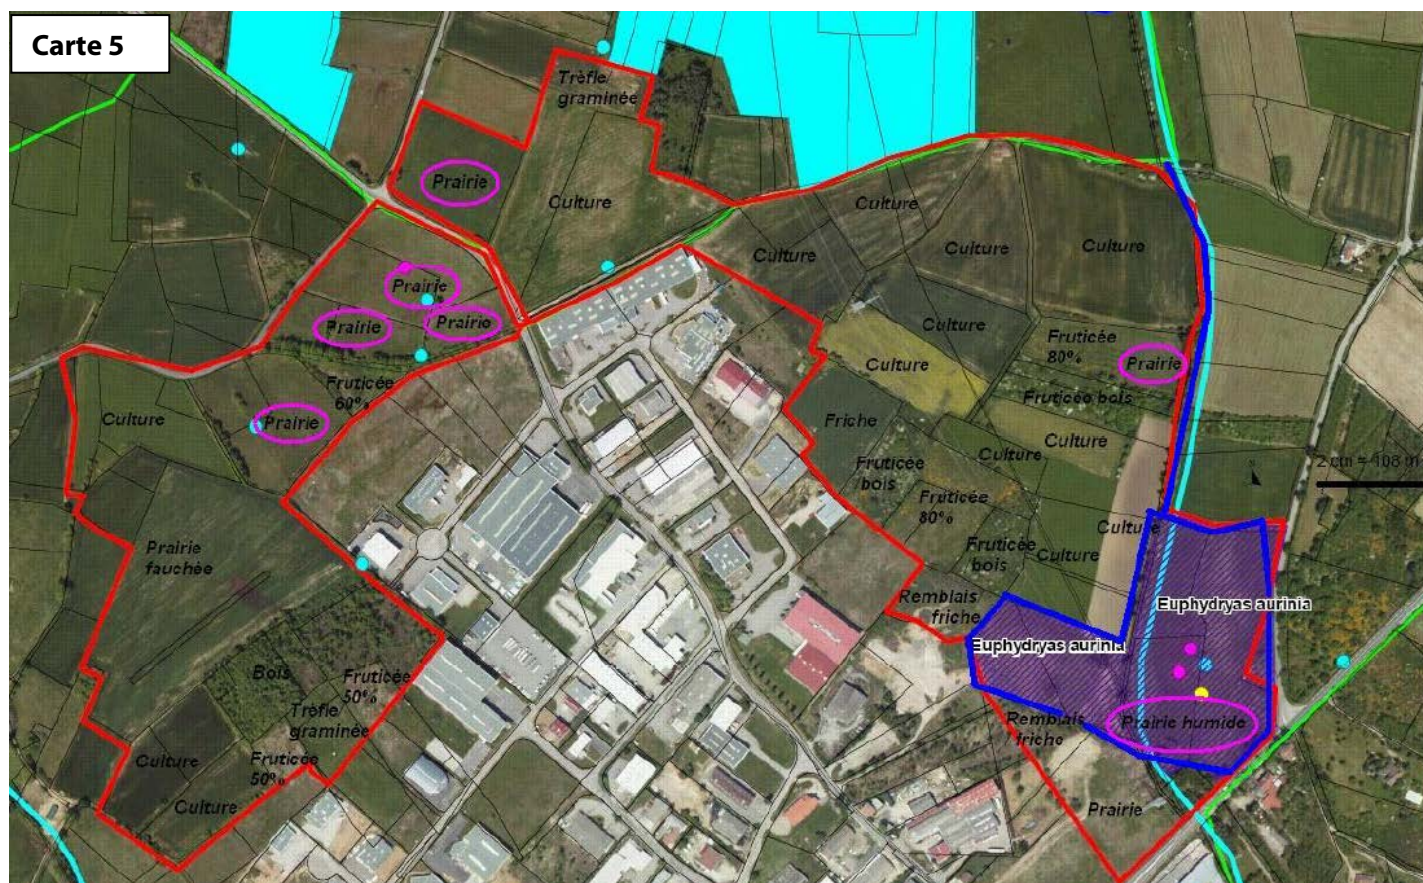 Carte 5
Trèfle/
graminée
Prairie
Culture
Culture
Culture
Culture
Culture
Prairie
Prairie
Prairie
Culture
Fruticée
80%
Prairie
Culture
Fruticée
60%
Fruticée bois
Culture
Prairie
Friche
Culture
Culture
2 cm = 108 m
Fruticée
bois
Fruticée
80%
Culture
Prairie
fauchée
Fruticée
bois
Culture
Remblais
friche
Euphydryas aurinia
Euphydryas aurinia
Bois
Fruticée
50%
Trèfle
graminée
Remblais
friche
Prairie humide
Culture
Fruticée
50%
Culture
Prairie